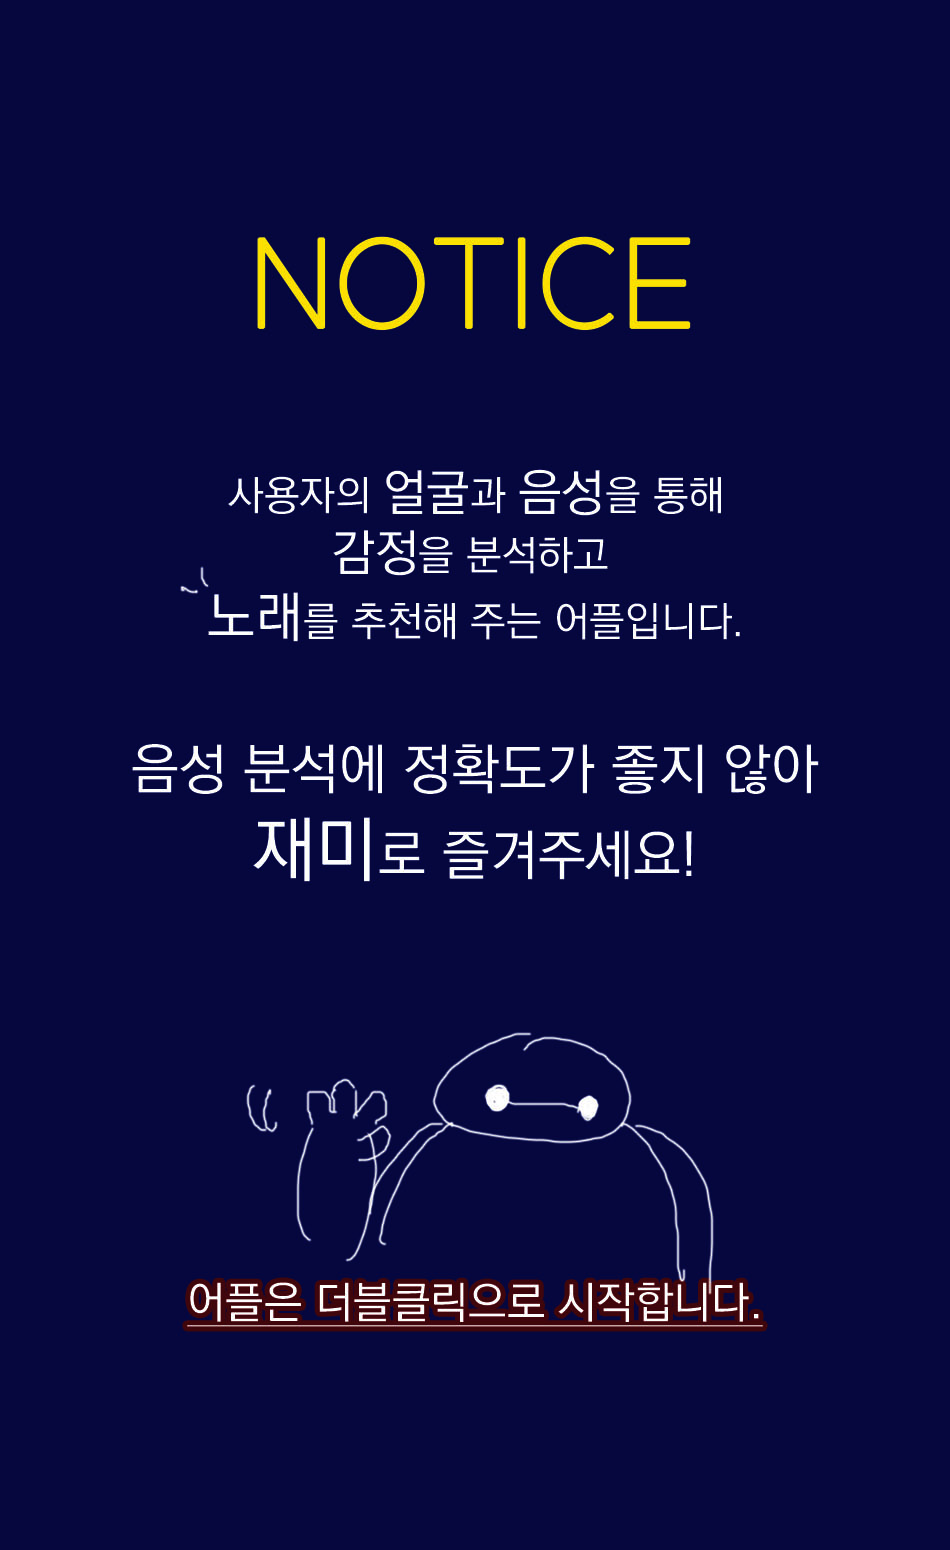 NOTICE
사용자의 얼굴과 음성을 통해
감정을 분석하고
노래를 추천해 주는 어플입니다.
음성 분석에 정확도가 좋지 않아
재미로 즐겨주세요!
어플은 더블클릭으로 시작합니다.